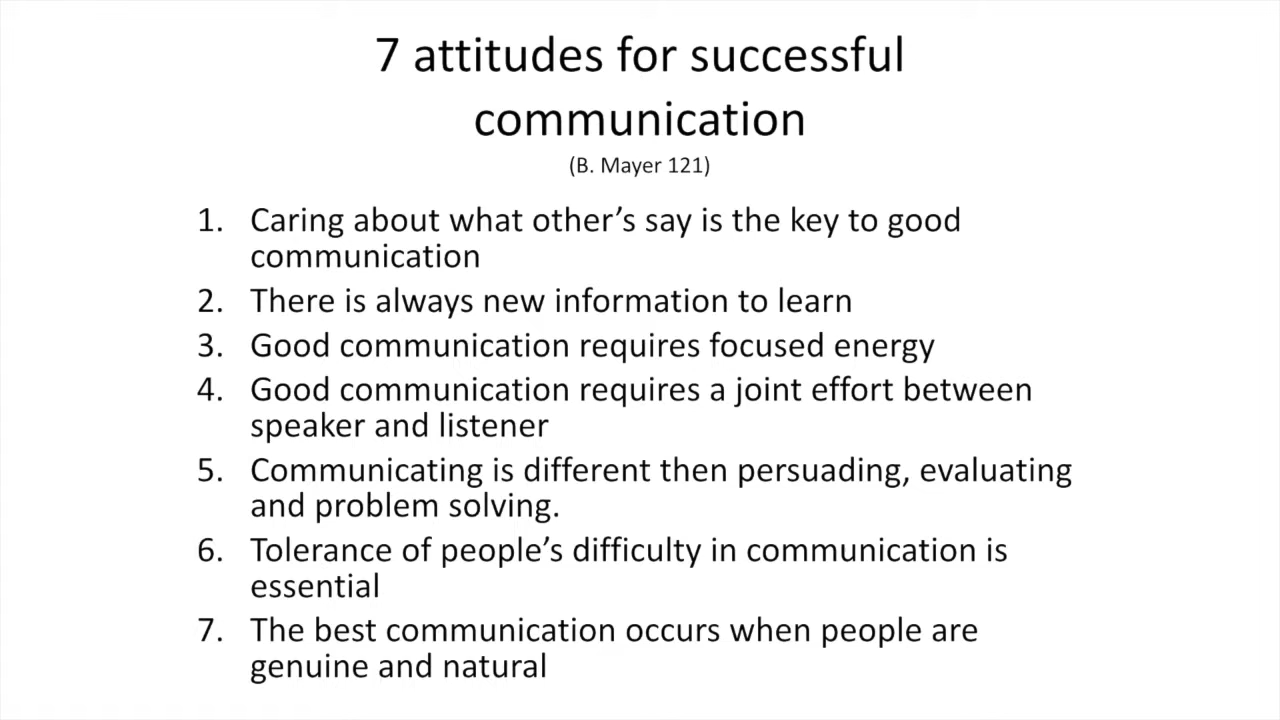 7 attitudes for successful
communication
(B. Mayer 121)
1. Caring about what other’s say is the key to good
communication
2. There is always new information to learn
3. Good communication requires focused energy
4. Good communication requires a joint effort between
speaker and listener
5. Communicating is different then persuading, evaluating
and problem solving.
6. Tolerance of people’s difficulty in communication is
essential
7. The best communication occurs when people are
genuine and natural